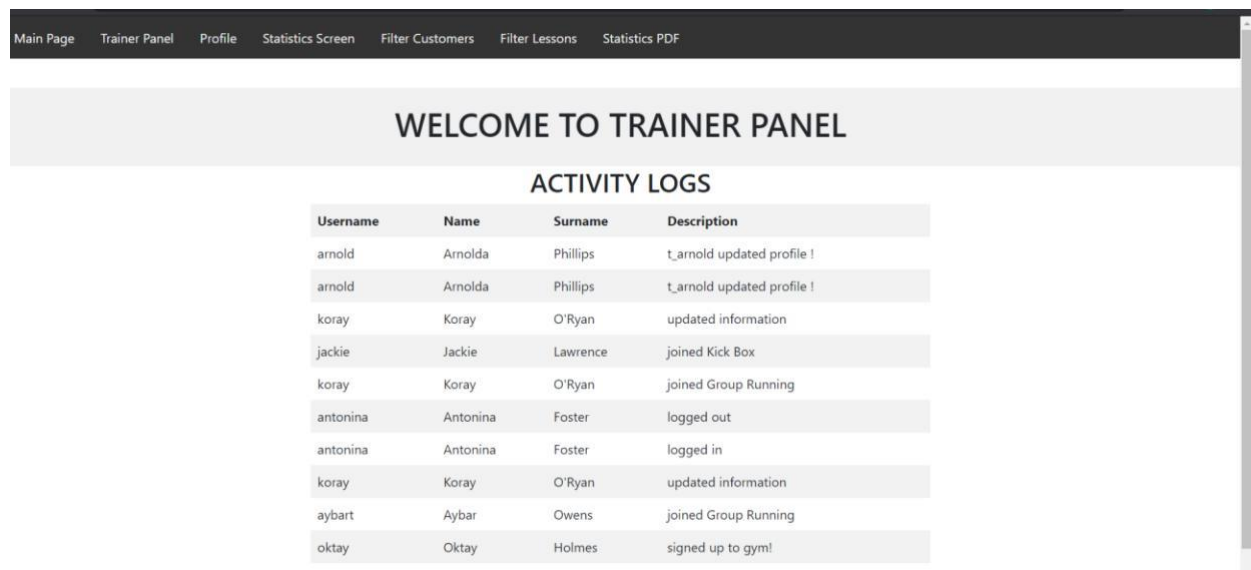 Main Page Trainer Panel Profile Statistics Screen Filter Customers Filter Lessons Statistics PDF
WELCOME TO TRAINER PANEL
ACTIVITY LOGS
Username Name Surname Description
arnold Arnolda Phillips t_arnold updated profile !
arnold Arnolda Phillips t_arnold updated profile !
koray Koray O'Ryan updated information
jackie Jackie Lawrence joined Kick Box
koray Koray O'Ryan joined Group Running
antonina Antonina Foster logged out
antonina Antonina Foster logged in
koray Koray O'Ryan updated information
aybart Aybar Owens joined Group Running
oktay Oktay Holmes signed up to gym!